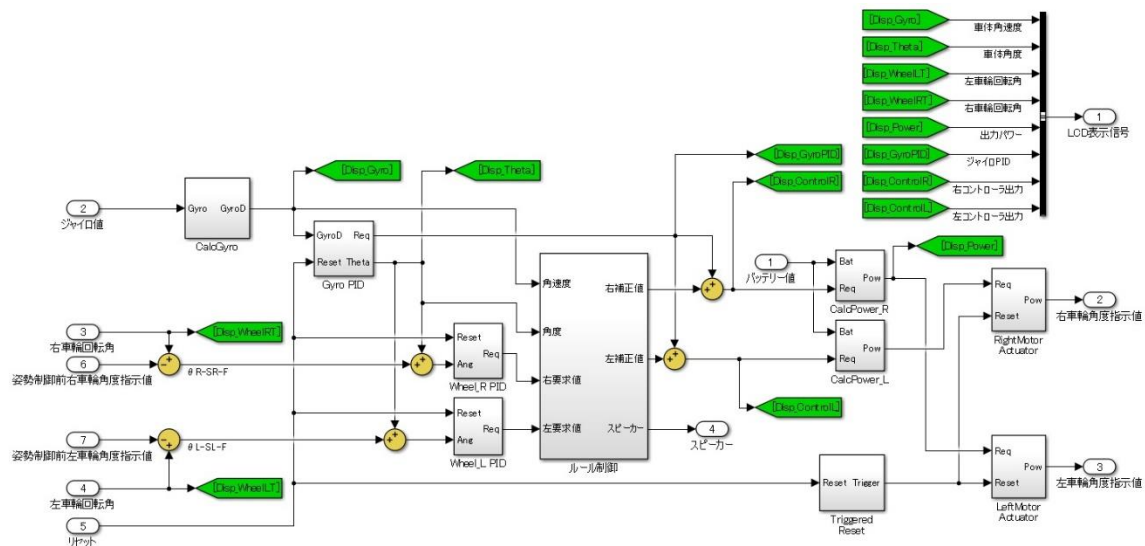 [Disp_Gyro]
車体角速度
[Disp_Theta]
車体角度
[Disp_WheelLT]
左車輪回転角
[Disp_WheelRT]
右車輪回転角
[Disp_Power]
出力パワー
[Disp_GyroPID]
ジャイロPID
[Disp_ControlR]
右コントローラ出力
[Disp_ControlL]
左コントローラ出力
1
LCD表示信号
[Disp_Gyro]
[Disp_Theta]
[Disp_GyroPID]
[Disp_ControlR]
2
ジャイロ値
Gyro GyroD
CalcGyro
GyroD Req
Reset Theta
Gyro PID
角速度
角度
右要求値
左要求値
右補正値
左補正値
スピーカー
ルール制御
1
バッテリー値
Bat
Req
Pow
CalcPower_R
[Disp_Power]
Bat
Req
Pow
CalcPower_L
Req
Reset
Pow
RightMotor
Actuator
2
右車輪角度指示値
3
右車輪回転角
[Disp_WheelRT]
6
姿勢制御前右車輪角度指示値
θR-SR-F
Reset
Ang
Req
Wheel_R PID
7
姿勢制御前左車輪角度指示値
θL-SL-F
Reset
Ang
Req
Wheel_L PID
4
左車輪回転角
[Disp_WheelLT]
5
リセット
[Disp_ControlL]
4
スピーカー
Reset Trigger
Triggered
Reset
Req
Reset
Pow
LeftMotor
Actuator
3
左車輪角度指示値